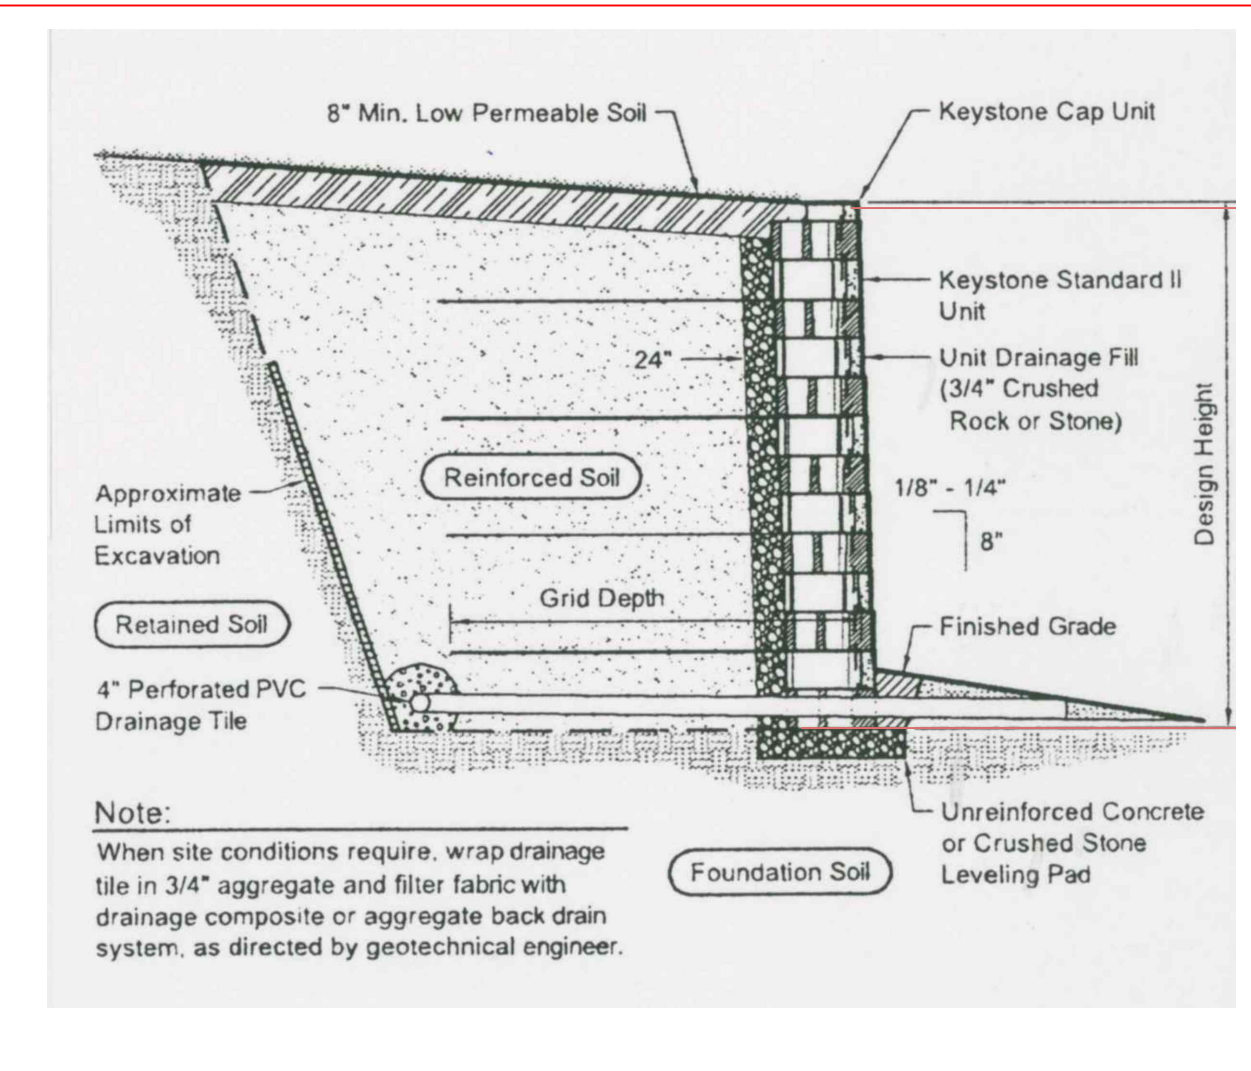 8" Min. Low Permeable Soil
Keystone Cap Unit
Keystone Standard II
Unit
24"
Unit Drainage Fill
(3/4" Crushed
Rock or Stone)
Design Height
Reinforced Soil
1/8" - 1/4"
8"
Approximate
Limits of
Excavation
Grid Depth
Retained Soil
Finished Grade
4" Perforated PVC
Drainage Tile
Note:
When site conditions require, wrap drainage
tile in 3/4" aggregate and filter fabric with
drainage composite or aggregate back drain
system, as directed by geotechnical engineer.
Foundation Soil
Unreinforced Concrete
or Crushed Stone
Leveling Pad